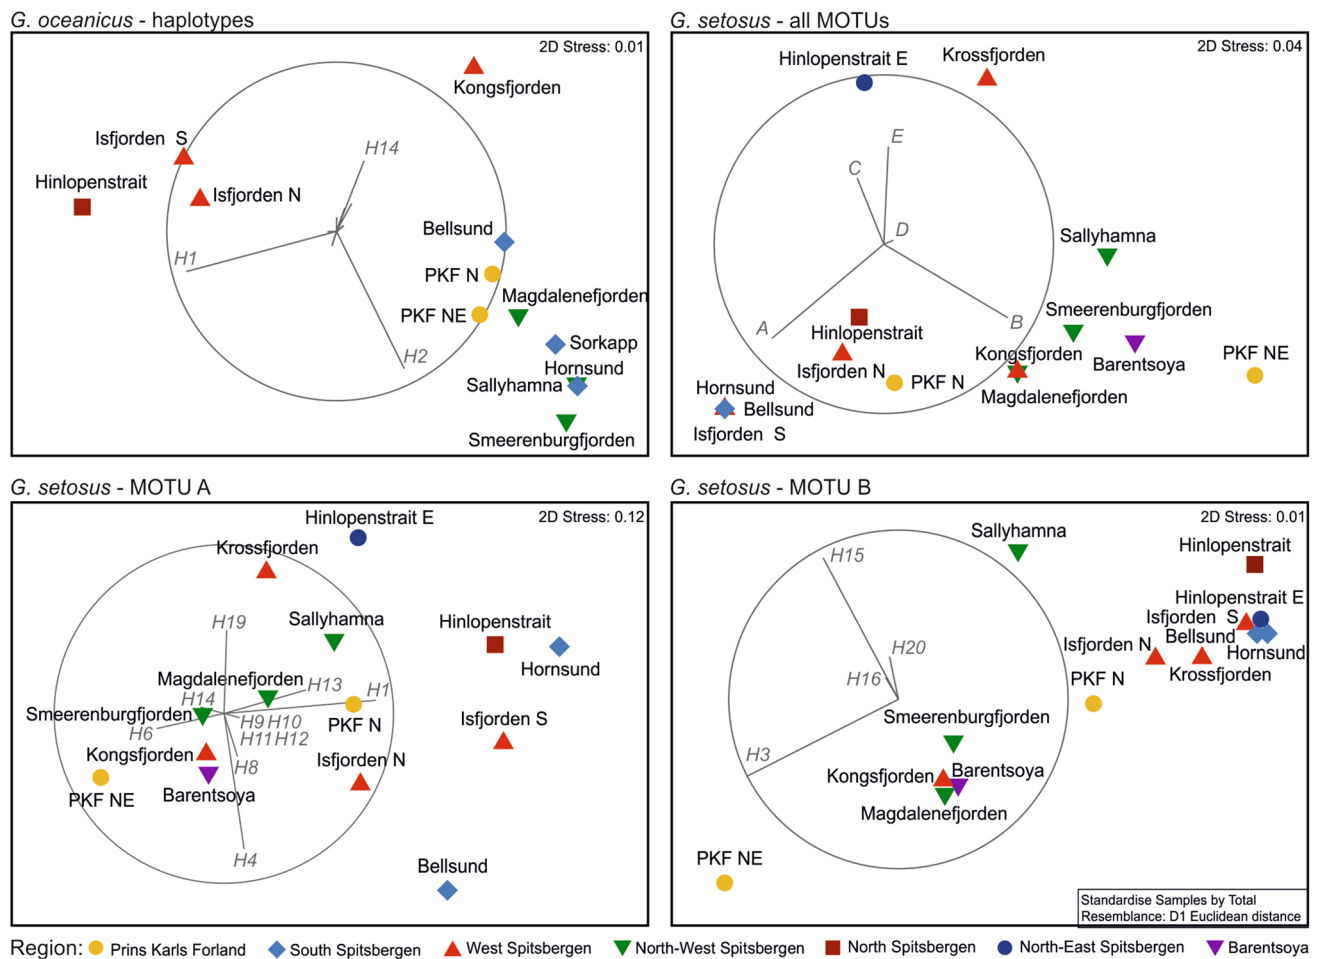 G. oceanicus - haplotypes
2D Stress: 0.01
Kongsfjorden
Isfjorden S
H14
Hinlopenstrait
Isfjorden N
Bellsund
H1
PKF N
Magdalenefjorden
PKF NE
Sorkapp
H2
Hornsund
Sallyhamna
Smeerenburgfjorden
G. setosus - all MOTUs
2D Stress: 0.04
Hinlopenstrait E
Krossfjorden
E
C
D
Sallyhamna
A
B
Smeerenburgfjorden
Hinlopenstrait
Kongsfjorden
Barentsoya
PKF NE
Isfjorden N
PKF N
Magdalenefjorden
Hornsund
Bellsund
Isfjorden S
G. setosus - MOTU A
2D Stress: 0.12
Hinlopenstrait E
Krossfjorden
H19
Sallyhamna
Hinlopenstrait
Hornsund
Magdalenefjorden
H13
H1
H14
Smeerenburgfjorden
H9 H10
PKF N
H6
H11 H12
Isfjorden S
Kongsfjorden
H8
Isfjorden N
PKF NE
Barentsoya
H4
Bellsund
G. setosus - MOTU B
2D Stress: 0.01
Sallyhamna
Hinlopenstrait
H15
Hinlopenstrait E
Isfjorden S
Bellsund
Isfjorden N
Hornsund
H20
Krossfjorden
H16
PKF N
Smeerenburgfjorden
H3
Kongsfjorden
Barentsoya
Magdalenefjorden
PKF NE
Standardise Samples by Total
Resemblance: D1 Euclidean distance
Region: Prins Karls Forland South Spitsbergen West Spitsbergen North-West Spitsbergen North Spitsbergen North-East Spitsbergen Barentsoya